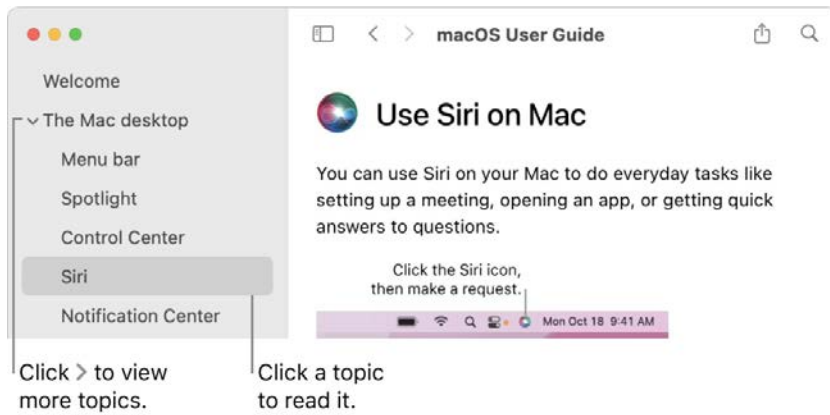 macOS User Guide
Welcome
The Mac desktop
Menu bar
Spotlight
Control Center
Siri
Notification Center
Use Siri on Mac
You can use Siri on your Mac to do everyday tasks like
setting up a meeting, opening an app, or getting quick
answers to questions.
Click the Siri icon,
then make a request.
Mon Oct 18 9:41 AM
Click > to view
more topics.
Click a topic
to read it.